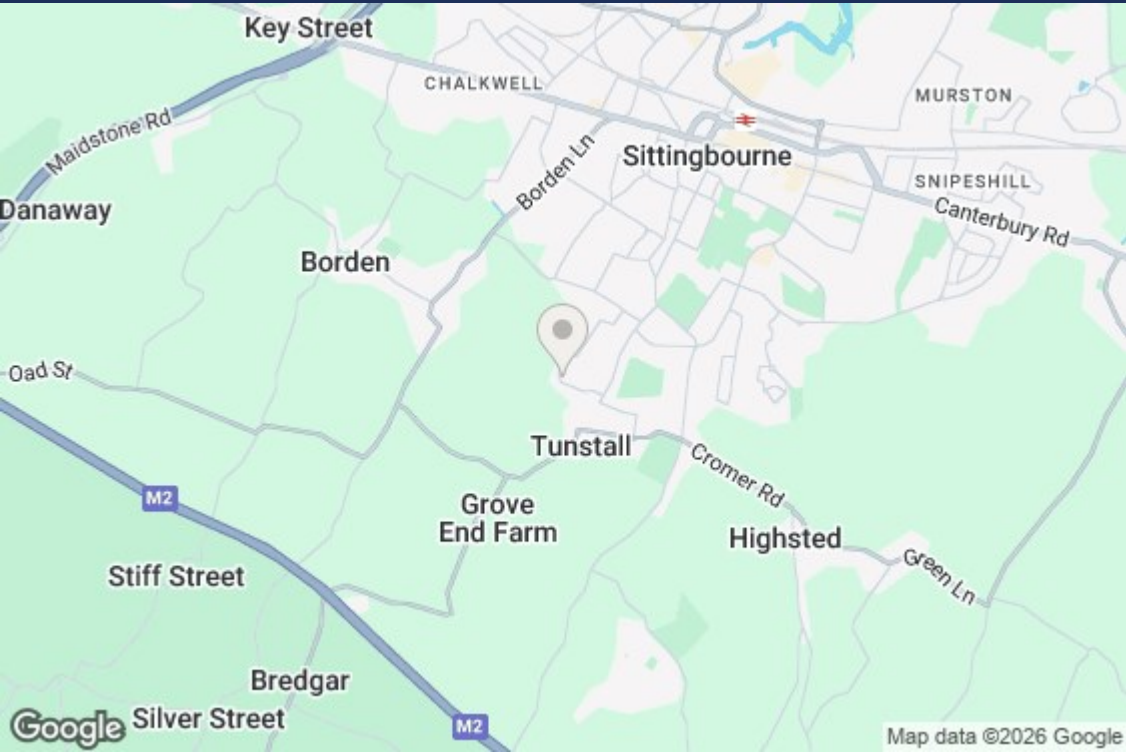 Key Street
CHALKWELL
MURSTON
Maidstone Rd
Borden Ln
Sittingbourne
SNIPESHILL
Danaway
Canterbury Rd
Borden
Oad St
Tunstall
Cromer Rd
M2
Grove
End Farm
Highsted
Green Ln
Stiff Street
Bredgar
Silver Street
M2
Google
Map data ©2026 Google